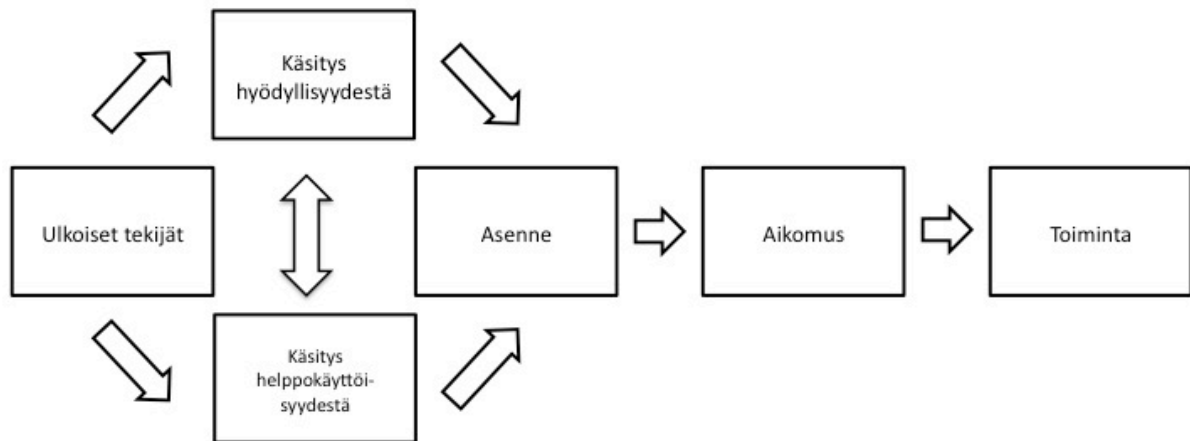 Käsitys
hyödyllisyydestä
Ulkoiset tekijät
Asenne
Aikomus
Toiminta
Käsitys
helppokäyttöi-
syydestä